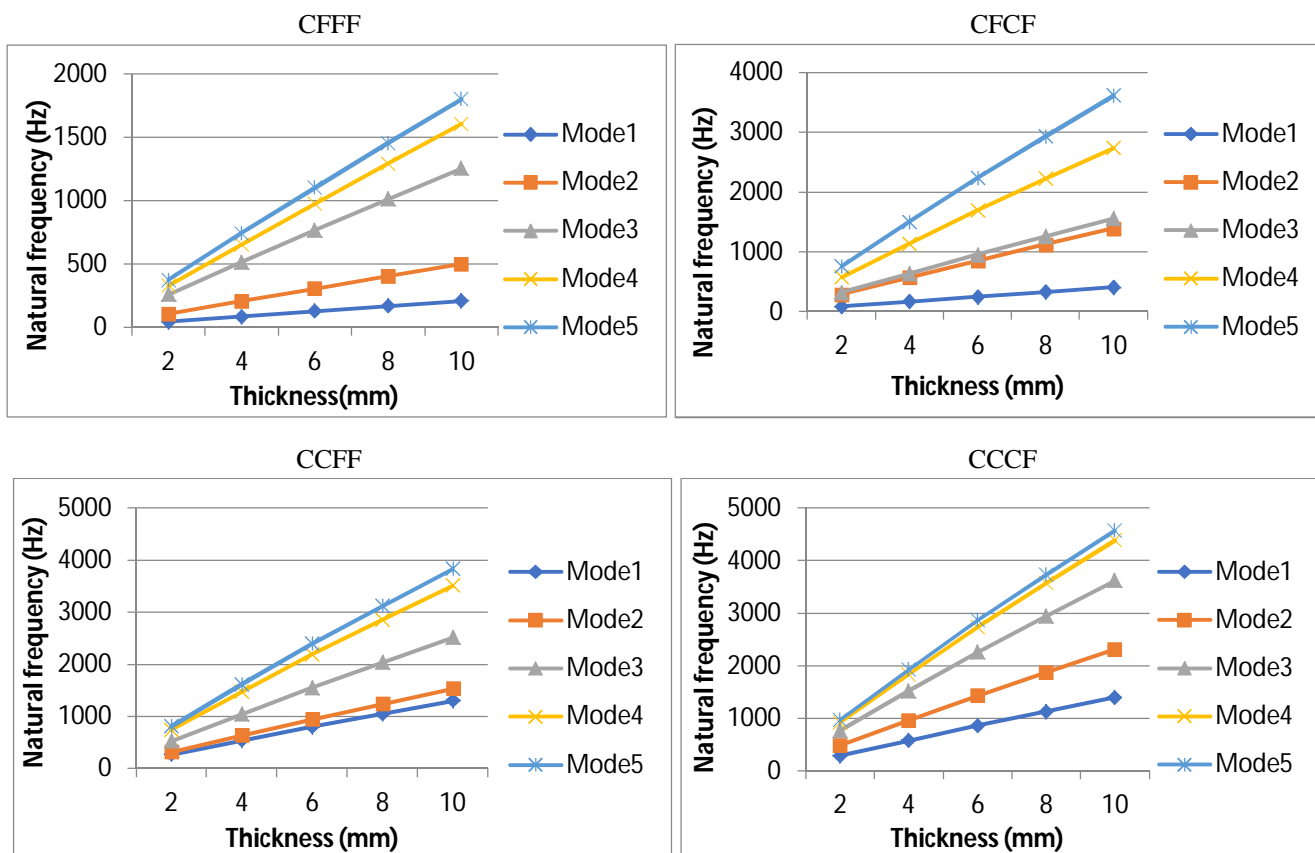 CFFF
Natural frequency (Hz)
2000
1500
1000
500
0
2 4 6 8 10
Thickness(mm)
Mode1
Mode2
Mode3
Mode4
Mode5
CFCF
Natural frequency (Hz)
4000
3000
2000
1000
0
2 4 6 8 10
Thickness (mm)
Mode1
Mode2
Mode3
Mode4
Mode5
CCFF
Natural frequency (Hz)
5000
4000
3000
2000
1000
0
2 4 6 8 10
Thickness (mm)
Mode1
Mode2
Mode3
Mode4
Mode5
CCCF
Natural frequency (Hz)
5000
4000
3000
2000
1000
0
2 4 6 8 10
Thickness (mm)
Mode1
Mode2
Mode3
Mode4
Mode5